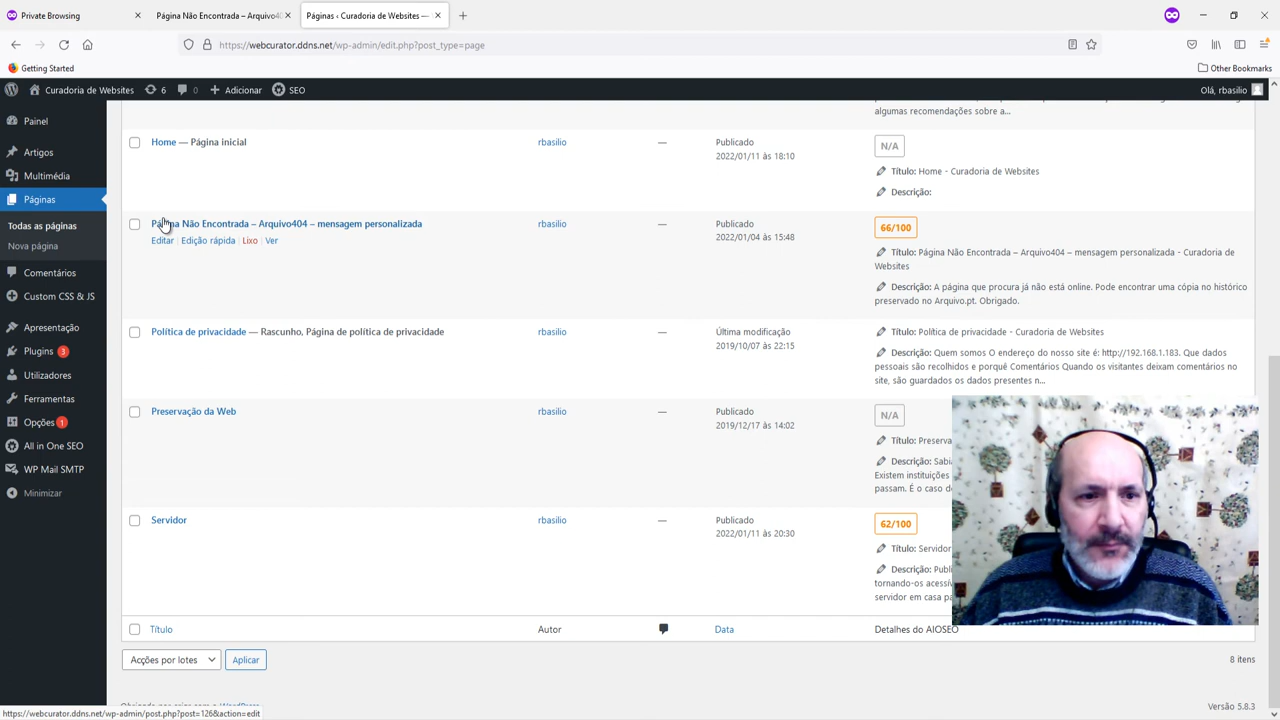 Private Browsing
Página Não Encontrada – Arquivo40
Páginas ‹ Curadoria de Websites —
https://webcurator.ddns.net/wp-admin/edit.php?post_type=page
Getting Started
Other Bookmarks
Curadoria de Websites
6
0
Adicionar
SEO
Olá, rbasilio
Painel
Artigos
Multimédia
Páginas
Todas as páginas
Nova página
Comentários
Custom CSS & JS
Apresentação
Plugins 3
Utilizadores
Ferramentas
Opções 1
All in One SEO
WP Mail SMTP
Minimizar
algumas recomendações sobre a...
Home — Página inicial
rbasilio
—
Publicado
2022/01/11 às 18:10
N/A
Título: Home - Curadoria de Websites
Descrição:
Página Não Encontrada – Arquivo404 – mensagem personalizada
Editar | Edição rápida | Lixo | Ver
rbasilio
—
Publicado
2022/01/04 às 15:48
66/100
Título: Página Não Encontrada – Arquivo404 – mensagem personalizada - Curadoria de
Websites
Descrição: A página que procura já não está online. Pode encontrar uma cópia no histórico
preservado no Arquivo.pt. Obrigado.
Política de privacidade — Rascunho, Página de política de privacidade
rbasilio
—
Última modificação
2019/10/07 às 22:15
Título: Política de privacidade - Curadoria de Websites
Descrição: Quem somos O endereço do nosso site é: http://192.168.1.183. Que dados
pessoais são recolhidos e porquê Comentários Quando os visitantes deixam comentários no
site, são guardados os dados presentes n...
Preservação da Web
rbasilio
—
Publicado
2019/12/17 às 14:02
N/A
Título: Preserva
Descrição: Sabi
Existem instituições
passam. É o caso de
Servidor
rbasilio
—
Publicado
2022/01/11 às 20:30
62/100
Título: Servidor
Descrição: Publi
tornando-os acessív
servidor em casa pa
Título
Autor
Data
Detalhes do AIOSEO
Acções por lotes
Aplicar
8 itens
Versão 5.8.3
https://webcurator.ddns.net/wp-admin/post.php?post=126&action=edit